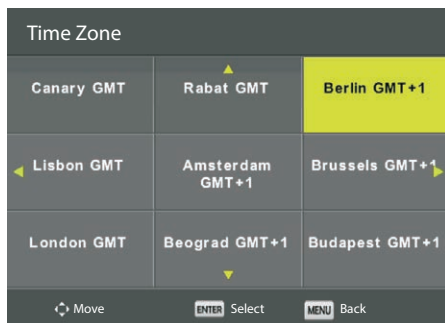 Time Zone
Canary GMT
Rabat GMT
Berlin GMT+1
Lisbon GMT
Amsterdam
GMT+1
Brussels GMT+1
London GMT
Beograd GMT+1
Budapest GMT+1
Move
ENTER Select
MENU Back